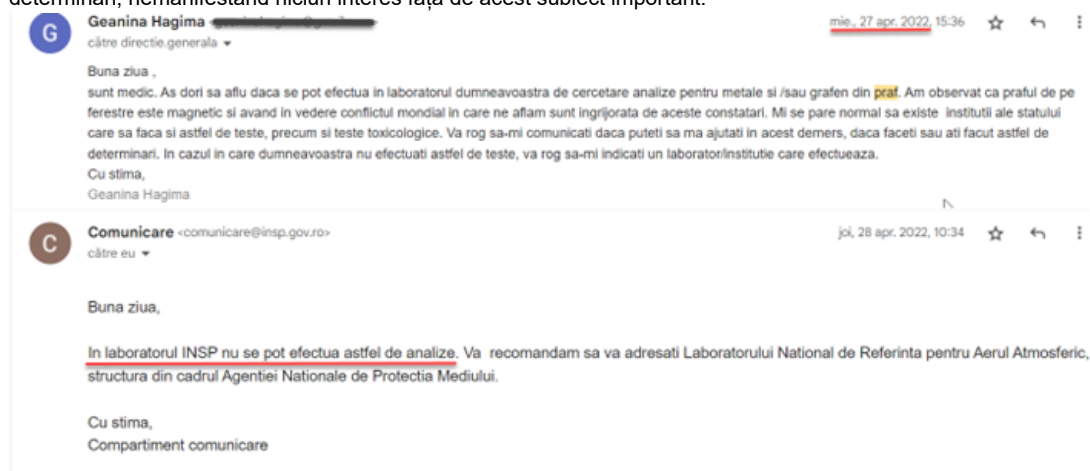 determinări, nemanifestând niciun interes față de acest subiect important.
G
Geanina Hagima
mie., 27 apr. 2022, 15:36
către directie.generala
Buna ziua ,
sunt medic. As dori sa aflu daca se pot efectua in laboratorul dumneavoastra de cercetare analize pentru metale si /sau grafen din praf. Am observat ca praful de pe
ferestre este magnetic si avand in vedere conflictul mondial in care ne aflam sunt ingrijorata de aceste constatari. Mi se pare normal sa existe institutii ale statului
care sa faca si astfel de teste, precum si teste toxicologice. Va rog sa-mi comunicati daca puteti sa ma ajutati in acest demers, daca faceti sau ati facut astfel de
determinari. In cazul in care dumneavoastra nu efectuati astfel de teste, va rog sa-mi indicati un laborator/institutie care efectueaza.
Cu stima,
Geanina Hagima
C
Comunicare <comunicare@insp.gov.ro>
joi, 28 apr. 2022, 10:34
către eu
Buna ziua,
In laboratorul INSP nu se pot efectua astfel de analize. Va recomandam sa va adresati Laboratorului National de Referinta pentru Aerul Atmosferic,
structura din cadrul Agentiei Nationale de Protectia Mediului.
Cu stima,
Compartiment comunicare